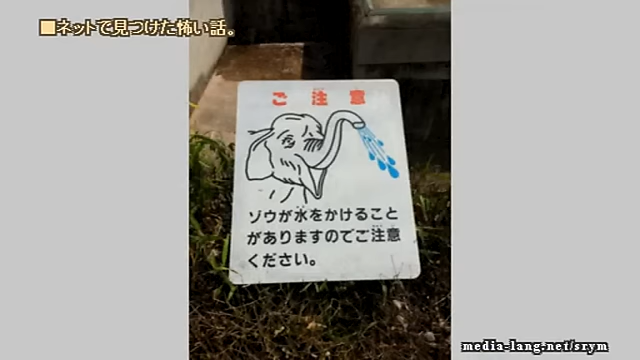 ■ネットで見つけた怖い話。
ご注意
ゾウが水をかけること
がありますのでご注意
ください。
media-lang.net/srym